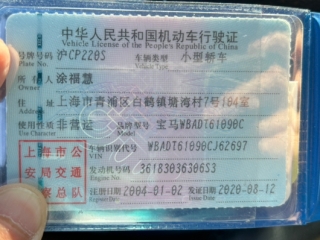 中华人民共和国机动车行驶证
Vehicle License of the People's Republic of China
号牌号码 沪CP220S 车辆类型 小型轿车
Plate No. Vehicle Type
所有人 涂福慧
Owner
住址 上海市青浦区白鹤镇塘湾村7号104室
Address
使用性质 非营运 品牌型号 宝马WBADT61090C
上海市公 车辆识别代号 WBADT61090CJ62697
VIN
安局交通 发动机号码 36183036306S3
Engine No.
察总队 注册日期 2004-01-02 发证日期 2020-08-12